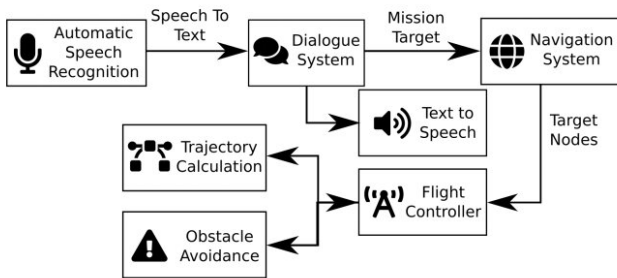 Automatic
Speech
Recognition
Speech To
Text
Dialogue
System
Mission
Target
Navigation
System
Text to
Speech
Target
Nodes
Trajectory
Calculation
Flight
Controller
Obstacle
Avoidance